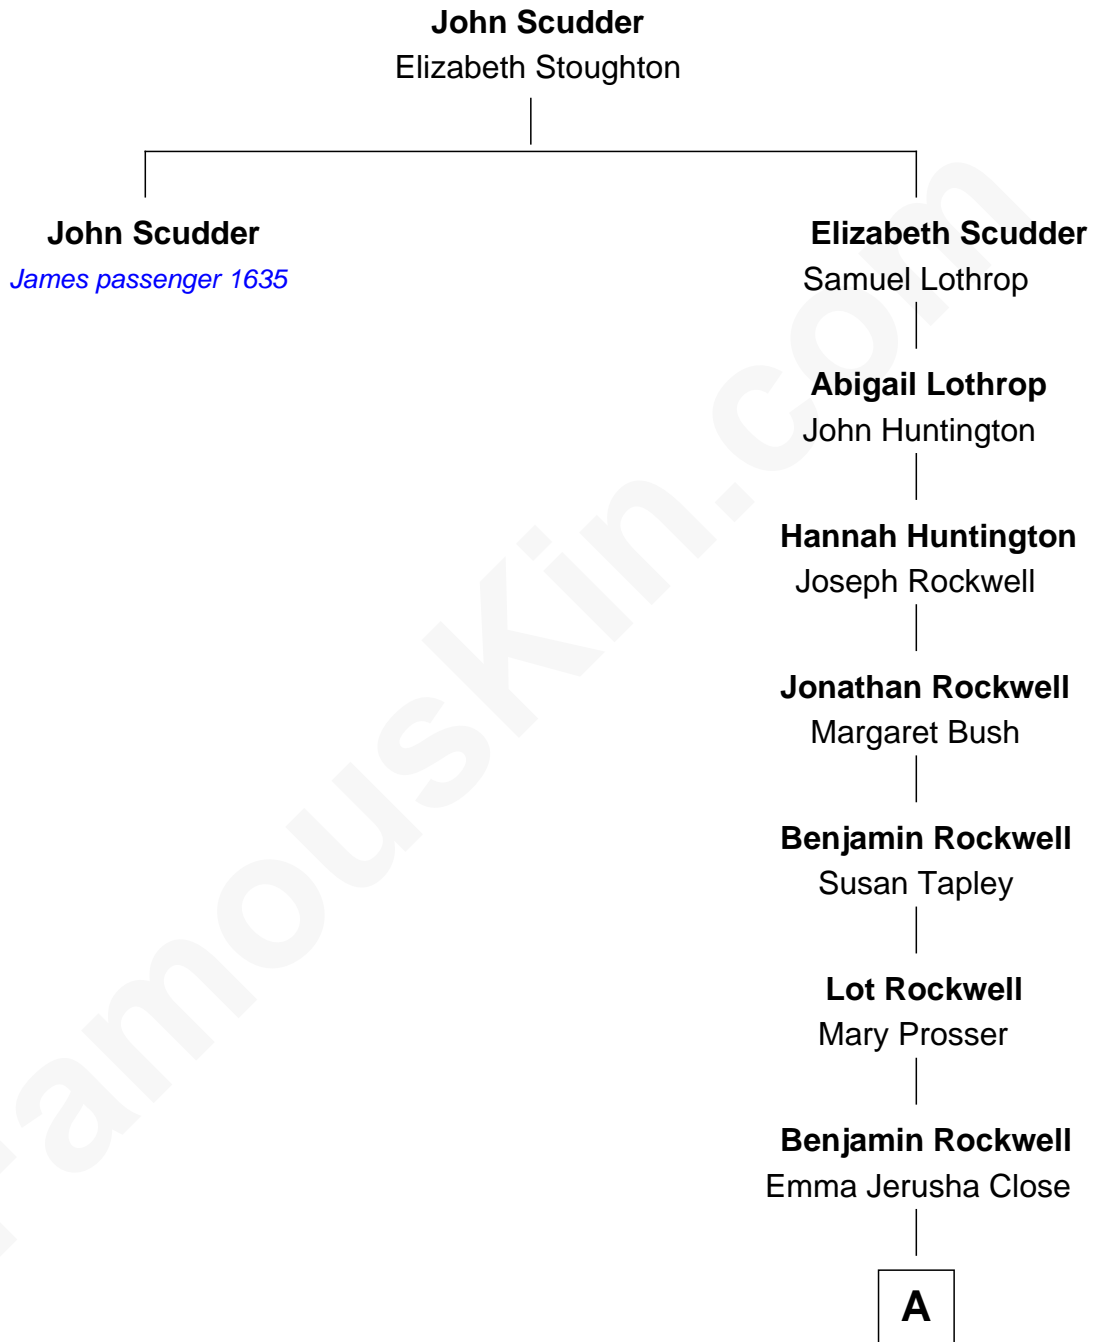 John Scudder
Elizabeth Stoughton
John Scudder
James passenger 1635
Elizabeth Scudder
Samuel Lothrop
Abigail Lothrop
John Huntington
Hannah Huntington
Joseph Rockwell
Jonathan Rockwell
Margaret Bush
Benjamin Rockwell
Susan Tapley
Lot Rockwell
Mary Prosser
Benjamin Rockwell
Emma Jerusha Close
A
FamousKin.com